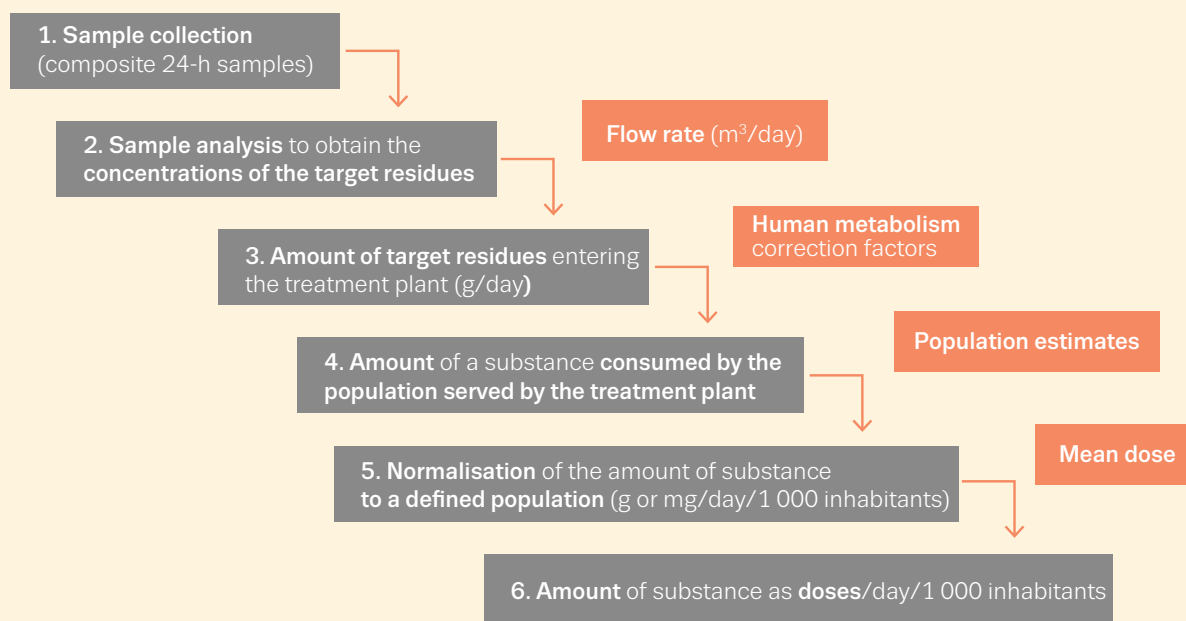 1. Sample collection
(composite 24-h samples)
2. Sample analysis to obtain the
concentrations of the target residues
Flow rate (m³/day)
3. Amount of target residues entering
the treatment plant (g/day)
Human metabolism
correction factors
4. Amount of a substance consumed by the
population served by the treatment plant
Population estimates
5. Normalisation of the amount of substance
to a defined population (g or mg/day/1 000 inhabitants)
Mean dose
6. Amount of substance as doses/day/1 000 inhabitants